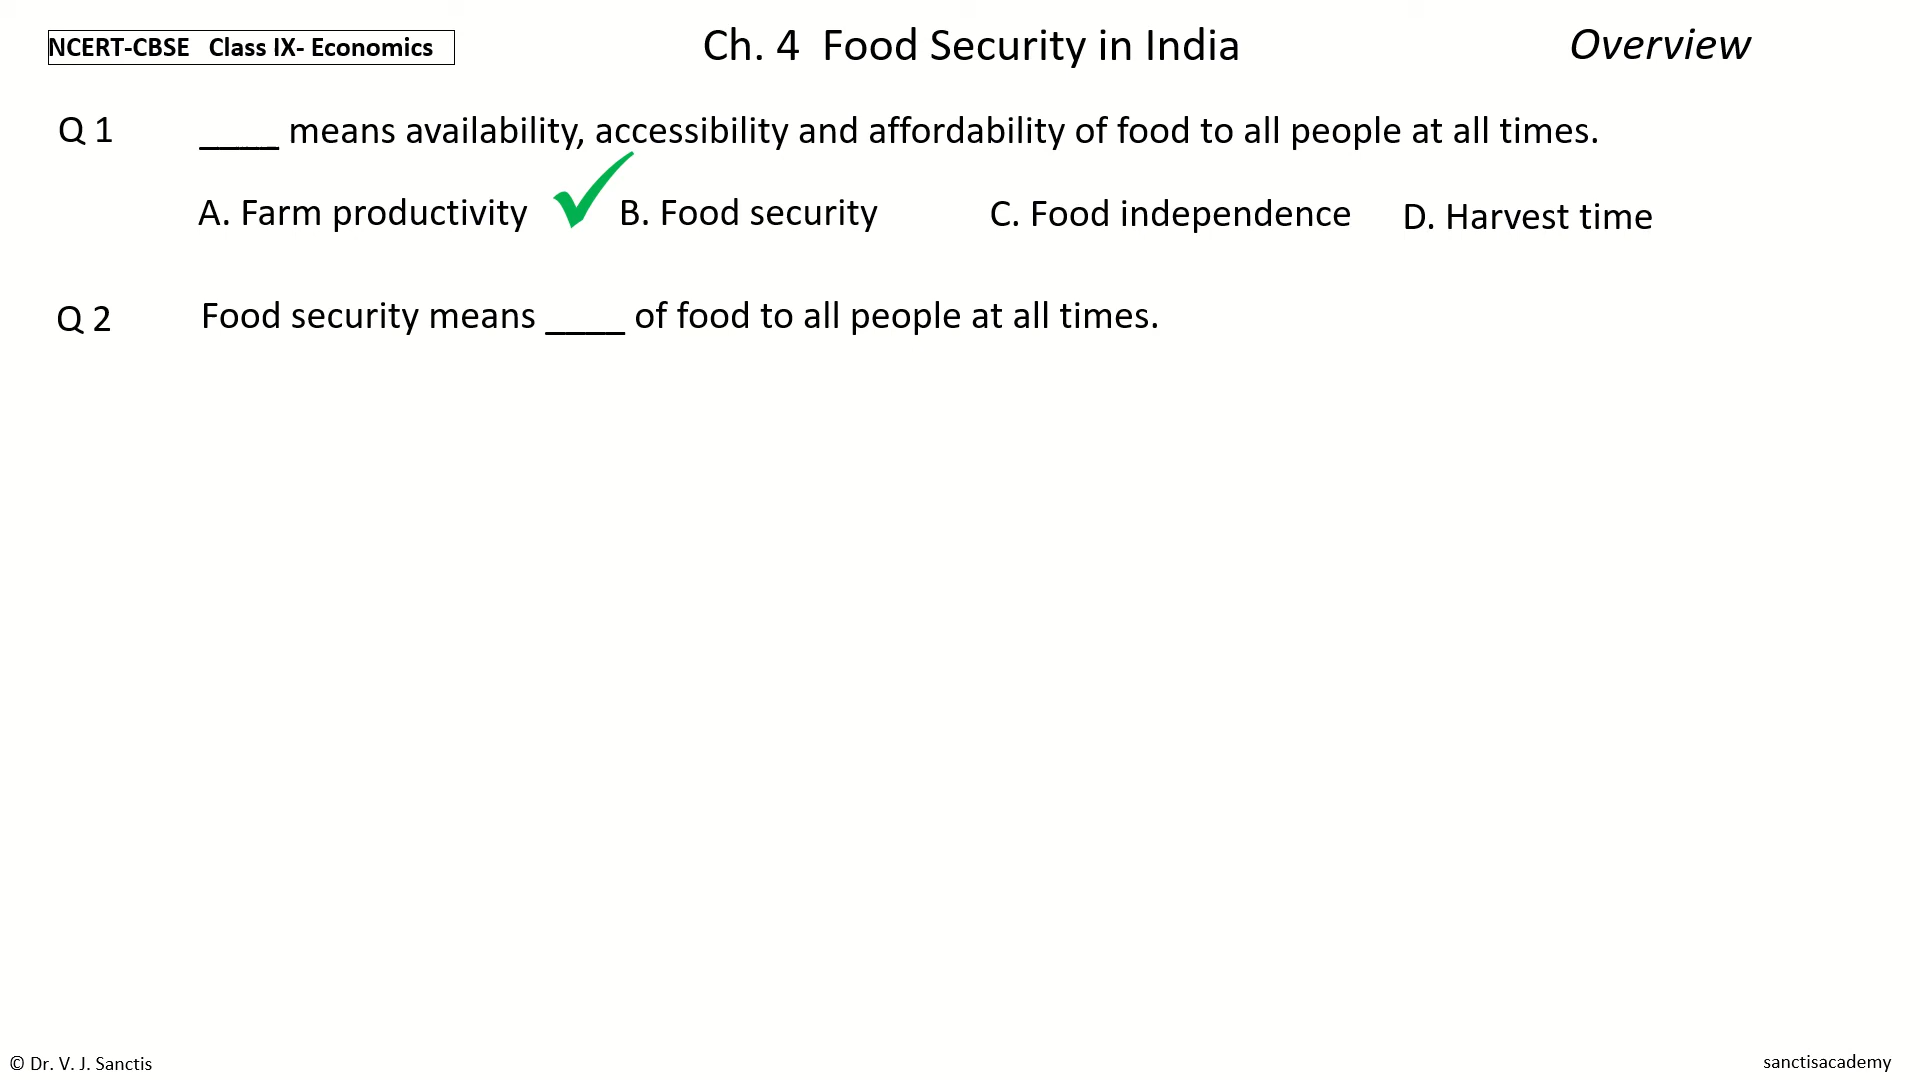 NCERT-CBSE Class IX- Economics
Ch. 4 Food Security in India
Overview
Q 1 ____ means availability, accessibility and affordability of food to all people at all times.
A. Farm productivity B. Food security C. Food independence D. Harvest time
Q 2 Food security means ____ of food to all people at all times.
© Dr. V. J. Sanctis
sanctisacademy